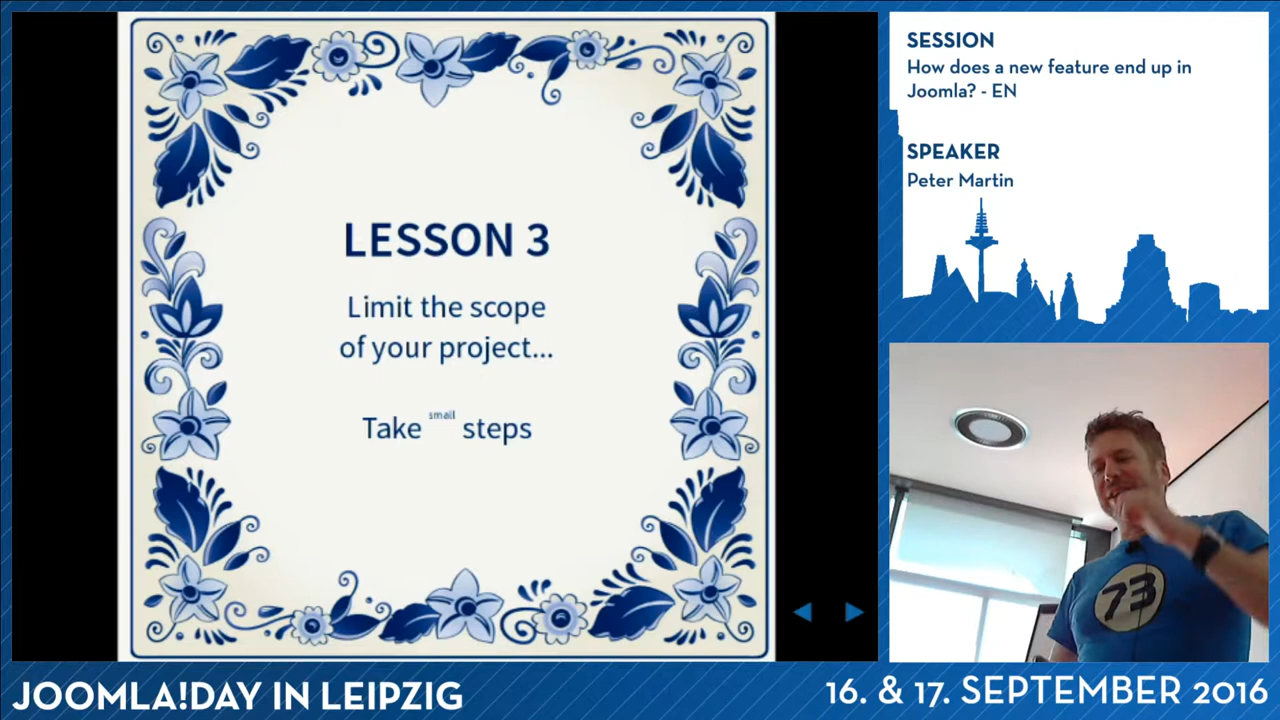 LESSON 3
Limit the scope
of your project...
Take small steps
SESSION
How does a new feature end up in
Joomla? - EN
SPEAKER
Peter Martin
73
JOOMLA!DAY IN LEIPZIG
16. & 17. SEPTEMBER 2016